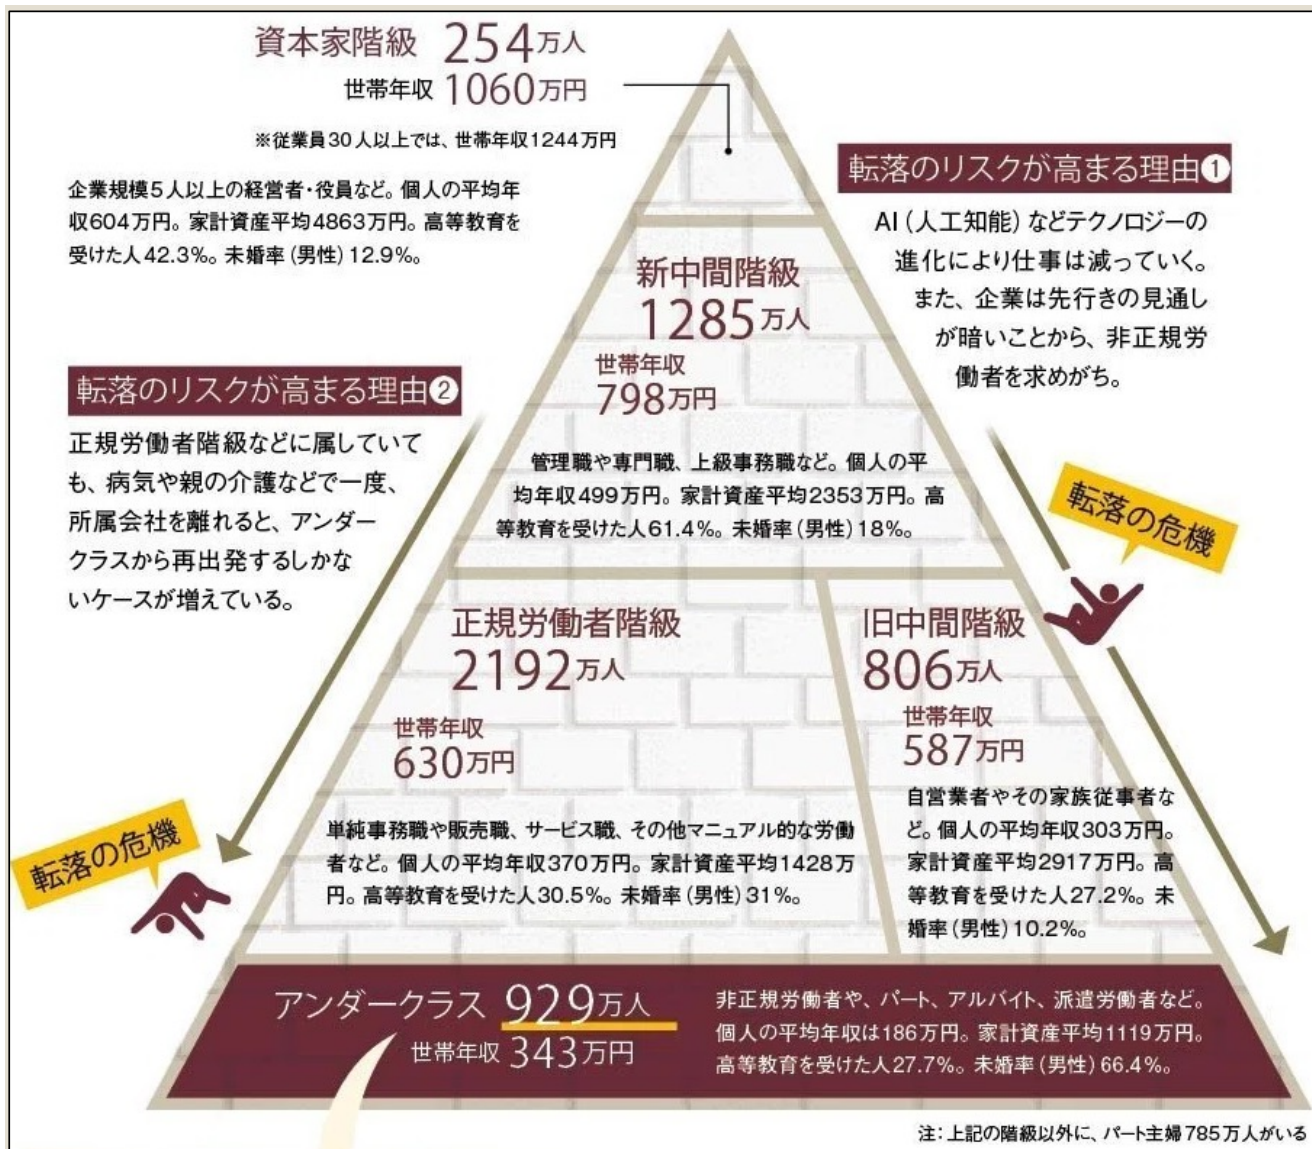 資本家階級 254万人
世帯年収 1060万円
※従業員30人以上では、世帯年収1244万円
企業規模5人以上の経営者・役員など。個人の平均年
収604万円。家計資産平均4863万円。高等教育を
受けた人42.3%。未婚率(男性)12.9%。
転落のリスクが高まる理由❶
AI(人工知能)などテクノロジーの
進化により仕事は減っていく。
また、企業は先行きの見通し
が暗いことから、非正規労
働者を求めがち。
新中間階級
1285万人
世帯年収
798万円
管理職や専門職、上級事務職など。個人の平
均年収499万円。家計資産平均2353万円。高
等教育を受けた人61.4%。未婚率(男性)18%。
転落のリスクが高まる理由❷
正規労働者階級などに属していて
も、病気や親の介護などで一度、
所属会社を離れると、アンダー
クラスから再出発するしかな
いケースが増えている。
転落の危機
正規労働者階級
2192万人
世帯年収
630万円
単純事務職や販売職、サービス職、その他マニュアル的な労働
者など。個人の平均年収370万円。家計資産平均1428万
円。高等教育を受けた人30.5%。未婚率(男性)31%。
旧中間階級
806万人
世帯年収
587万円
自営業者やその家族従事者な
ど。個人の平均年収303万円。
家計資産平均2917万円。高
等教育を受けた人27.2%。未
婚率(男性)10.2%。
転落の危機
アンダークラス 929万人
世帯年収 343万円
非正規労働者や、パート、アルバイト、派遣労働者など。
個人の平均年収は186万円。家計資産平均1119万円。
高等教育を受けた人27.7%。未婚率(男性)66.4%。
注:上記の階級以外に、パート主婦785万人がいる